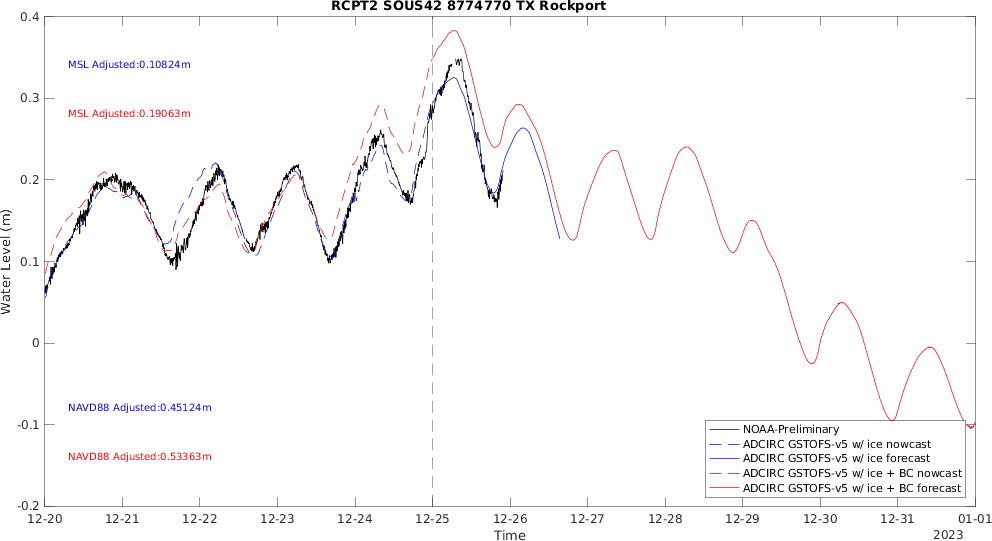 RCPT2 SOUS42 8774770 TX Rockport
0.4
0.3
0.2
0.1
0
-0.1
-0.2
Water Level (m)
MSL Adjusted:0.10824m
MSL Adjusted:0.19063m
NAVD88 Adjusted:0.45124m
NAVD88 Adjusted:0.53363m
NOAA-Preliminary
ADCIRC GSTOFS-v5 w/ ice nowcast
ADCIRC GSTOFS-v5 w/ ice forecast
ADCIRC GSTOFS-v5 w/ ice + BC nowcast
ADCIRC GSTOFS-v5 w/ ice + BC forecast
12-20 12-21 12-22 12-23 12-24 12-25 12-26 12-27 12-28 12-29 12-30 12-31 01-01
Time
2023